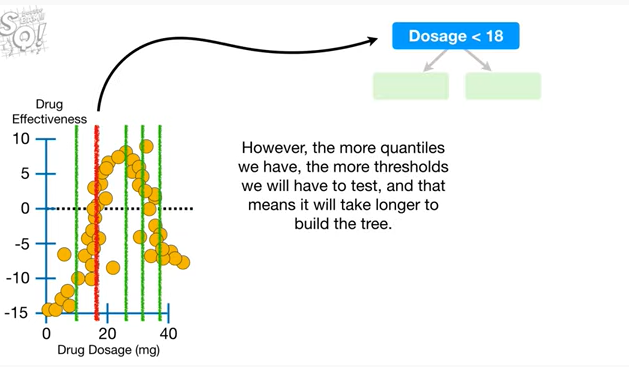 SQ!
Dosage < 18
Drug
Effectiveness
10
5
0
-5
-10
-15
0
20
40
Drug Dosage (mg)
However, the more quantiles
we have, the more thresholds
we will have to test, and that
means it will take longer to
build the tree.